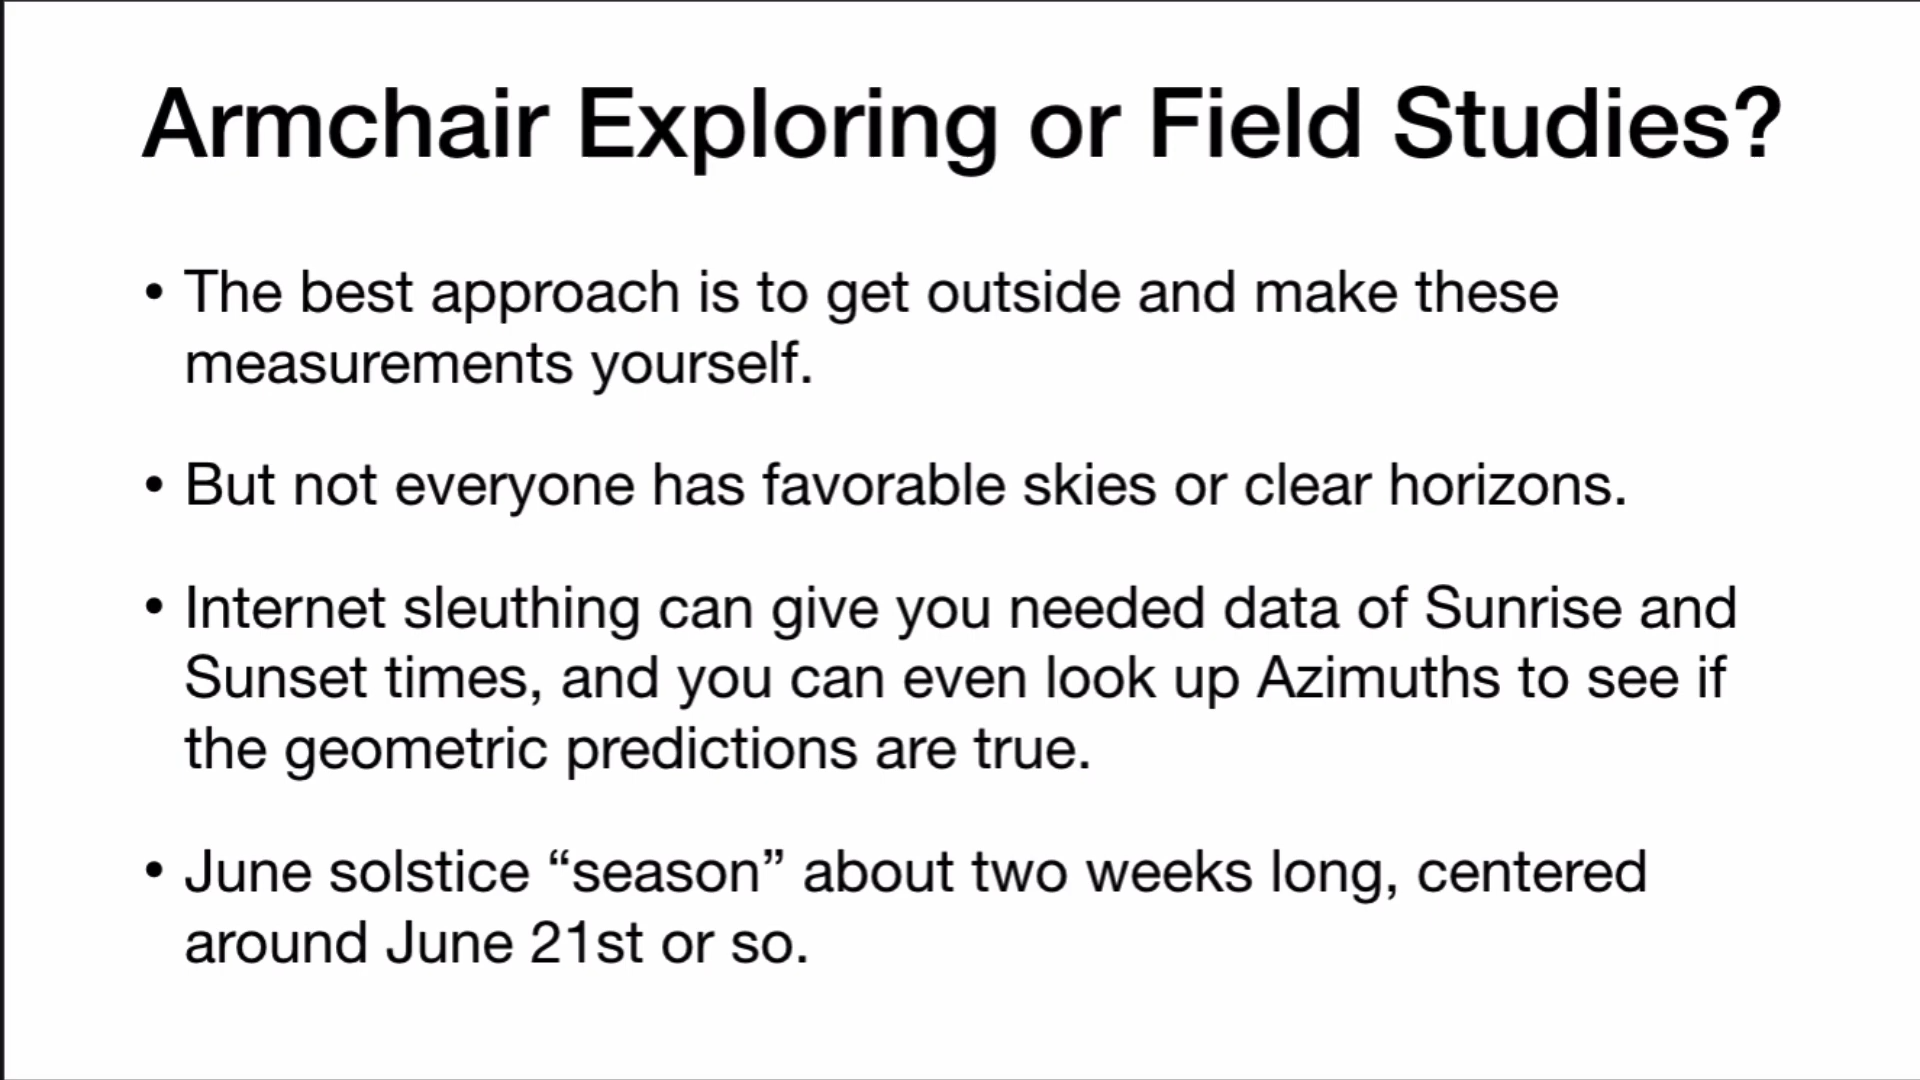 Armchair Exploring or Field Studies?
• The best approach is to get outside and make these
measurements yourself.
• But not everyone has favorable skies or clear horizons.
• Internet sleuthing can give you needed data of Sunrise and
Sunset times, and you can even look up Azimuths to see if
the geometric predictions are true.
• June solstice “season” about two weeks long, centered
around June 21st or so.